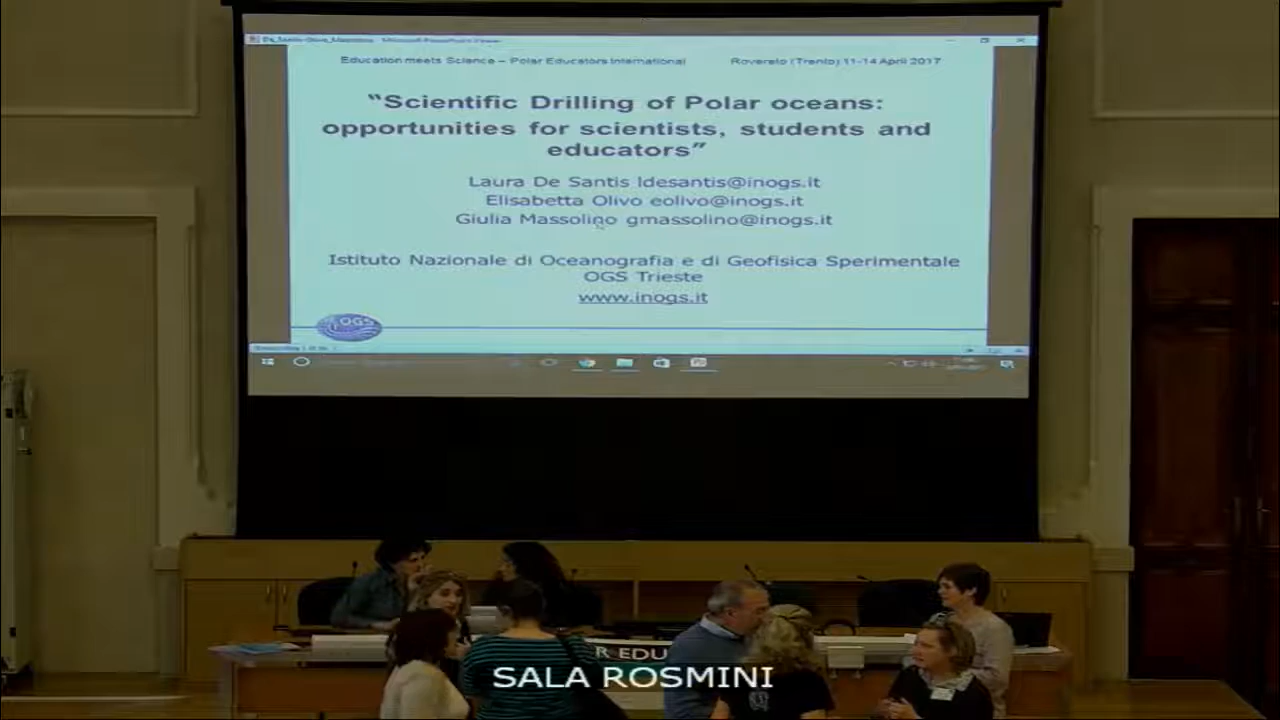 Education meets Science – Polar Educators International Rovereto (Trento) 11-14 April 2017
“Scientific Drilling of Polar oceans:
opportunities for scientists, students and
educators”
Laura De Santis ldesantis@inogs.it
Elisabetta Olivo eolivo@inogs.it
Giulia Massolino gmassolino@inogs.it
Istituto Nazionale di Oceanografia e di Geofisica Sperimentale
OGS Trieste
www.inogs.it
OGS
R EDU
SALA ROSMINI